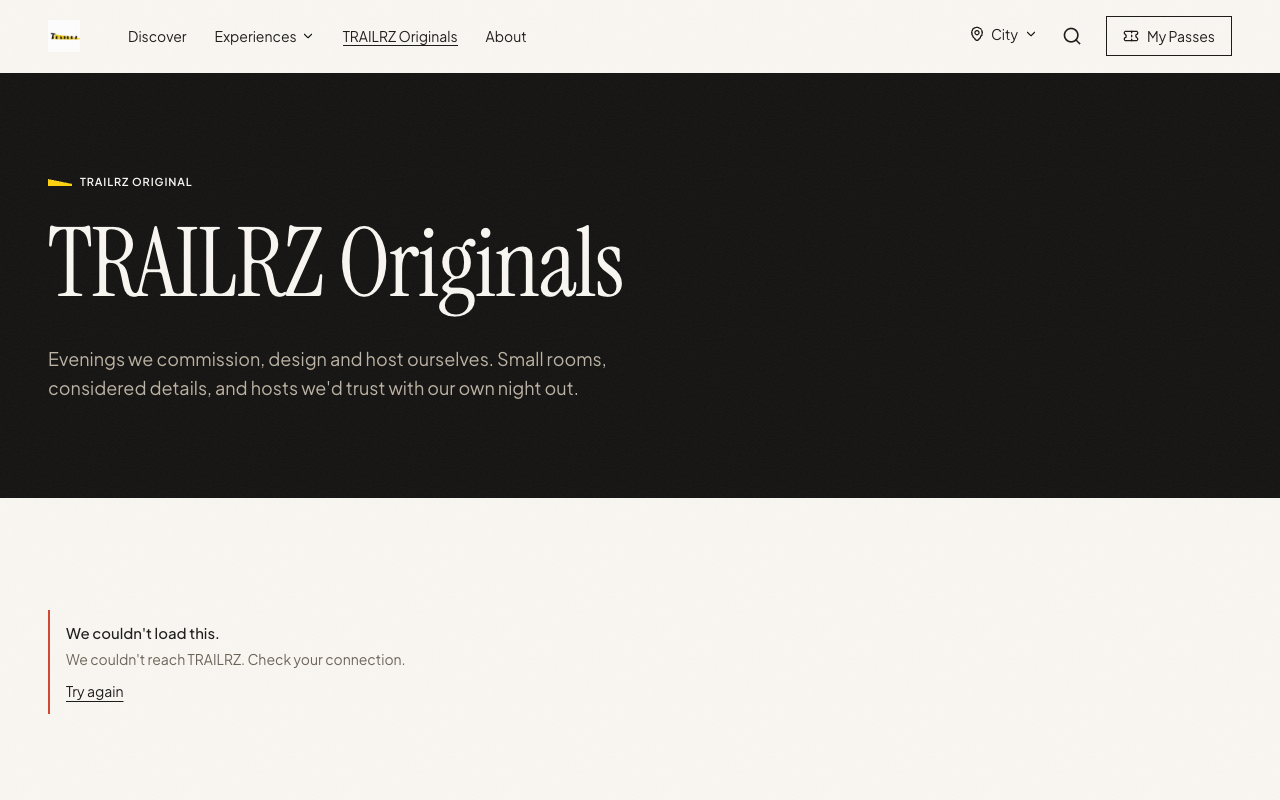 Discover
Experiences
TRAILRZ Originals
About
City
My Passes
TRAILRZ ORIGINAL
TRAILRZ Originals
Evenings we commission, design and host ourselves. Small rooms,
considered details, and hosts we'd trust with our own night out.
We couldn't load this.
We couldn't reach TRAILRZ. Check your connection.
Try again